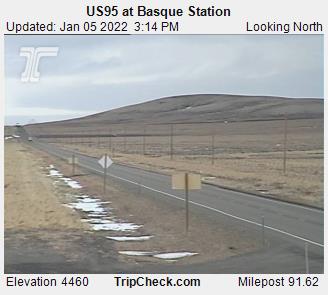 US95 at Basque Station
Updated: Jan 05 2022 3:14 PM Looking North
Elevation 4460 TripCheck.com Milepost 91.62